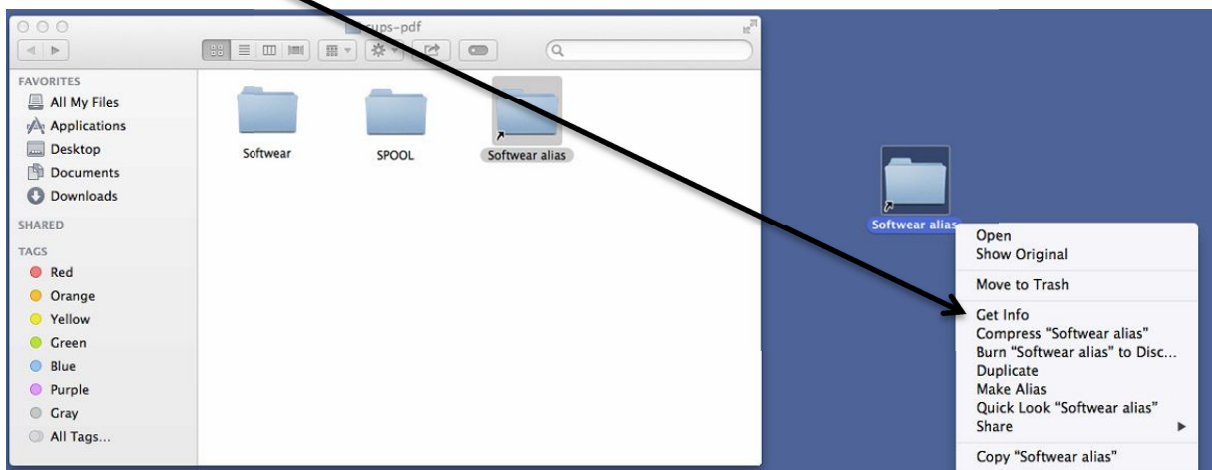 cups-pdf
FAVORITES
All My Files
Applications
Desktop
Documents
Downloads
SHARED
TAGS
Red
Orange
Yellow
Green
Blue
Purple
Gray
All Tags...
Softwear
SPOOL
Softwear alias
Softwear alias
Open
Show Original
Move to Trash
Get Info
Compress “Softwear alias”
Burn “Softwear alias” to Disc...
Duplicate
Make Alias
Quick Look “Softwear alias”
Share
Copy “Softwear alias”